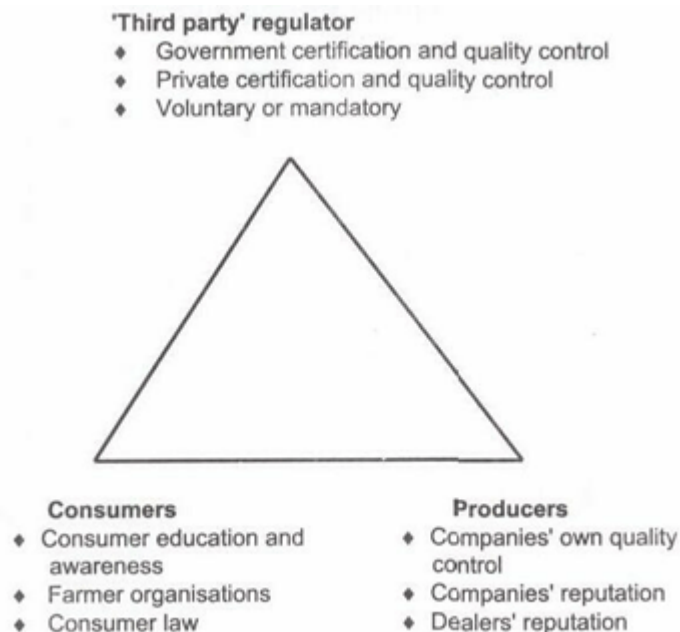 'Third party' regulator
♦ Government certification and quality control
♦ Private certification and quality control
♦ Voluntary or mandatory
Consumers
♦ Consumer education and
awareness
♦ Farmer organisations
♦ Consumer law
Producers
♦ Companies' own quality
control
♦ Companies' reputation
♦ Dealers' reputation